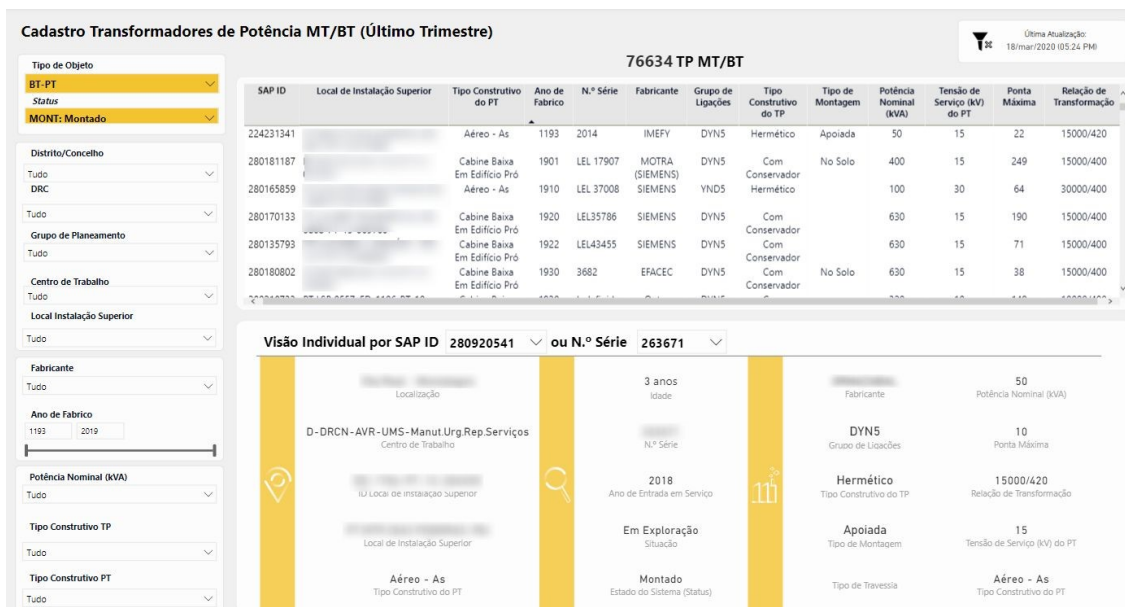 Cadastro Transformadores de Potência MT/BT (Último Trimestre)
Última Atualização:
18/mar/2020 (05:24 PM)
76634 TP MT/BT
Tipo de Objeto
BT-PT
Status
MONT: Montado
Distrito/Concelho
Tudo
DRC
Tudo
Grupo de Planeamento
Tudo
Centro de Trabalho
Tudo
Local Instalação Superior
Tudo
Fabricante
Tudo
Ano de Fabrico
1193 2019
Potência Nominal (kVA)
Tudo
Tipo Construtivo TP
Tudo
Tipo Construtivo PT
Tudo
SAP ID Local de Instalação Superior Tipo Construtivo do PT Ano de Fabrico N.º Série Fabricante Grupo de Ligações Tipo Construtivo do TP Tipo de Montagem Potência Nominal (kVA) Tensão de Serviço (kV) do PT Ponta Máxima Relação de Transformação
224231341 Aéreo - As 1193 2014 IMEFY DYN5 Hermético Apoiada 50 15 22 15000/420
280181187 Cabine Baixa Em Edifício Pró 1901 LEL 17907 MOTRA (SIEMENS) DYN5 Com Conservador No Solo 400 15 249 15000/400
280165859 Aéreo - As 1910 LEL 37008 SIEMENS YND5 Hermético 100 30 64 30000/400
280170133 Cabine Baixa Em Edifício Pró 1920 LEL35786 SIEMENS DYN5 Com Conservador 630 15 190 15000/400
280135793 Cabine Baixa Em Edifício Pró 1922 LEL43455 SIEMENS DYN5 Com Conservador 630 15 71 15000/400
280180802 Cabine Baixa Em Edifício Pró 1930 3682 EFACEC DYN5 Com Conservador No Solo 630 15 38 15000/400
Visão Individual por SAP ID 280920541 ou N.º Série 263671
Localização
D-DRCN-AVR-UMS-Manut.Urg.Rep.Serviços
Centro de Trabalho
ID Local de Instalação Superior
Local de Instalação Superior
Aéreo - As
Tipo Construtivo do PT
3 anos
Idade
N.º Série
2018
Ano de Entrada em Serviço
Em Exploração
Situação
Montado
Estado do Sistema (Status)
Fabricante
DYN5
Grupo de Ligações
Hermético
Tipo Construtivo do TP
Apoiada
Tipo de Montagem
Tipo de Travessia
50
Potência Nominal (kVA)
10
Ponta Máxima
15000/420
Relação de Transformação
15
Tensão de Serviço (kV) do PT
Aéreo - As
Tipo Construtivo do PT